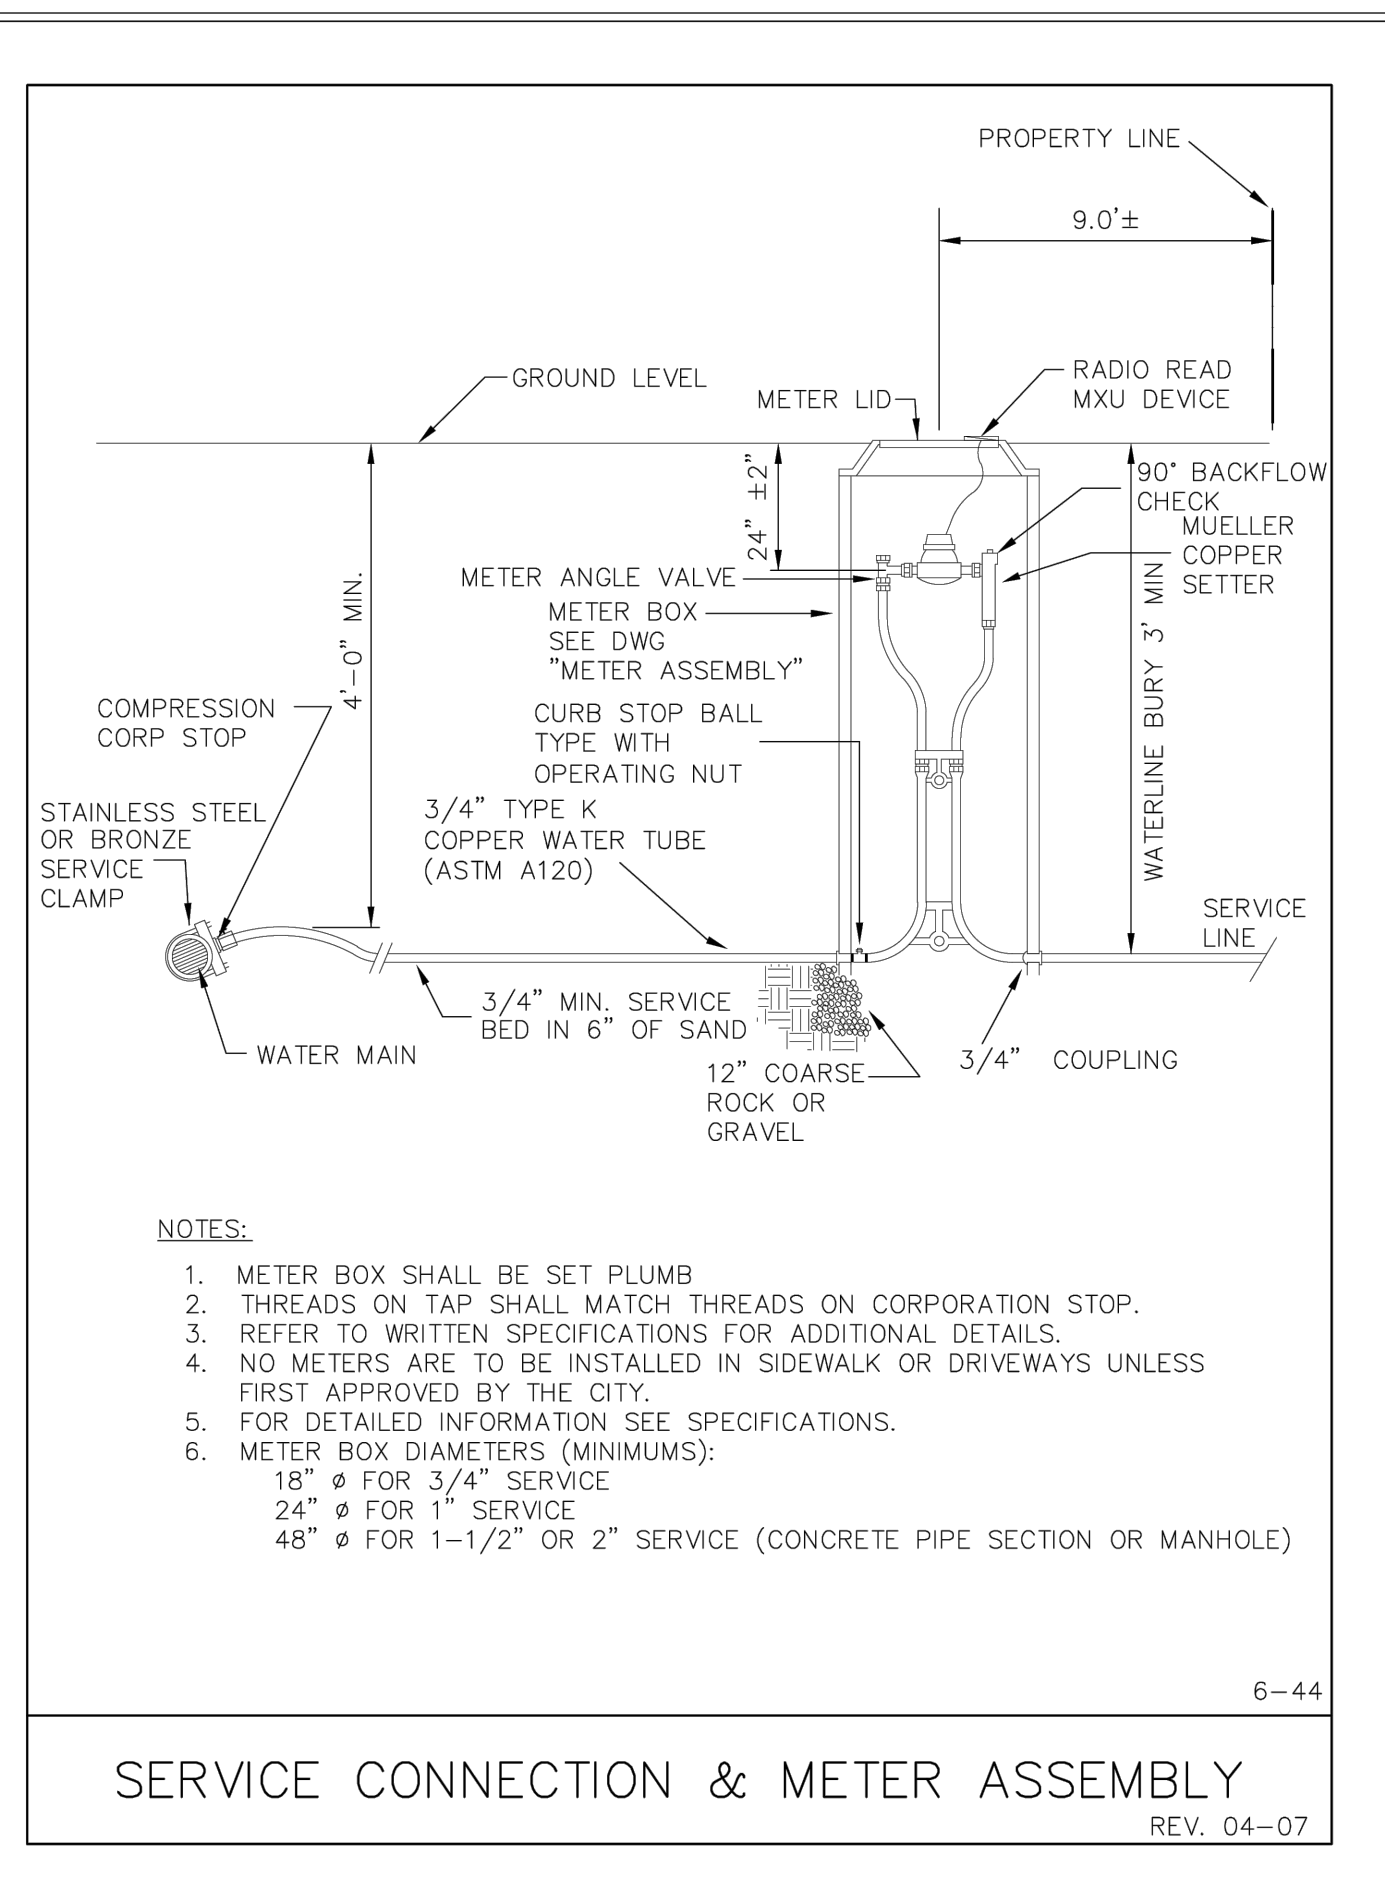 PROPERTY LINE
9.0'±
GROUND LEVEL
METER LID
RADIO READ
MXU DEVICE
24" ±2"
90° BACKFLOW
CHECK
MUELLER
COPPER
SETTER
METER ANGLE VALVE
METER BOX
SEE DWG
"METER ASSEMBLY"
4'-0" MIN.
WATERLINE BURY 3' MIN
COMPRESSION
CORP STOP
CURB STOP BALL
TYPE WITH
OPERATING NUT
STAINLESS STEEL
OR BRONZE
SERVICE
CLAMP
3/4" TYPE K
COPPER WATER TUBE
(ASTM A120)
SERVICE
LINE
3/4" MIN. SERVICE
BED IN 6" OF SAND
WATER MAIN
12" COARSE
ROCK OR
GRAVEL
3/4" COUPLING
NOTES:
1. METER BOX SHALL BE SET PLUMB
2. THREADS ON TAP SHALL MATCH THREADS ON CORPORATION STOP.
3. REFER TO WRITTEN SPECIFICATIONS FOR ADDITIONAL DETAILS.
4. NO METERS ARE TO BE INSTALLED IN SIDEWALK OR DRIVEWAYS UNLESS
FIRST APPROVED BY THE CITY.
5. FOR DETAILED INFORMATION SEE SPECIFICATIONS.
6. METER BOX DIAMETERS (MINIMUMS):
18" ø FOR 3/4" SERVICE
24" ø FOR 1" SERVICE
48" ø FOR 1-1/2" OR 2" SERVICE (CONCRETE PIPE SECTION OR MANHOLE)
6-44
SERVICE CONNECTION & METER ASSEMBLY
REV. 04-07